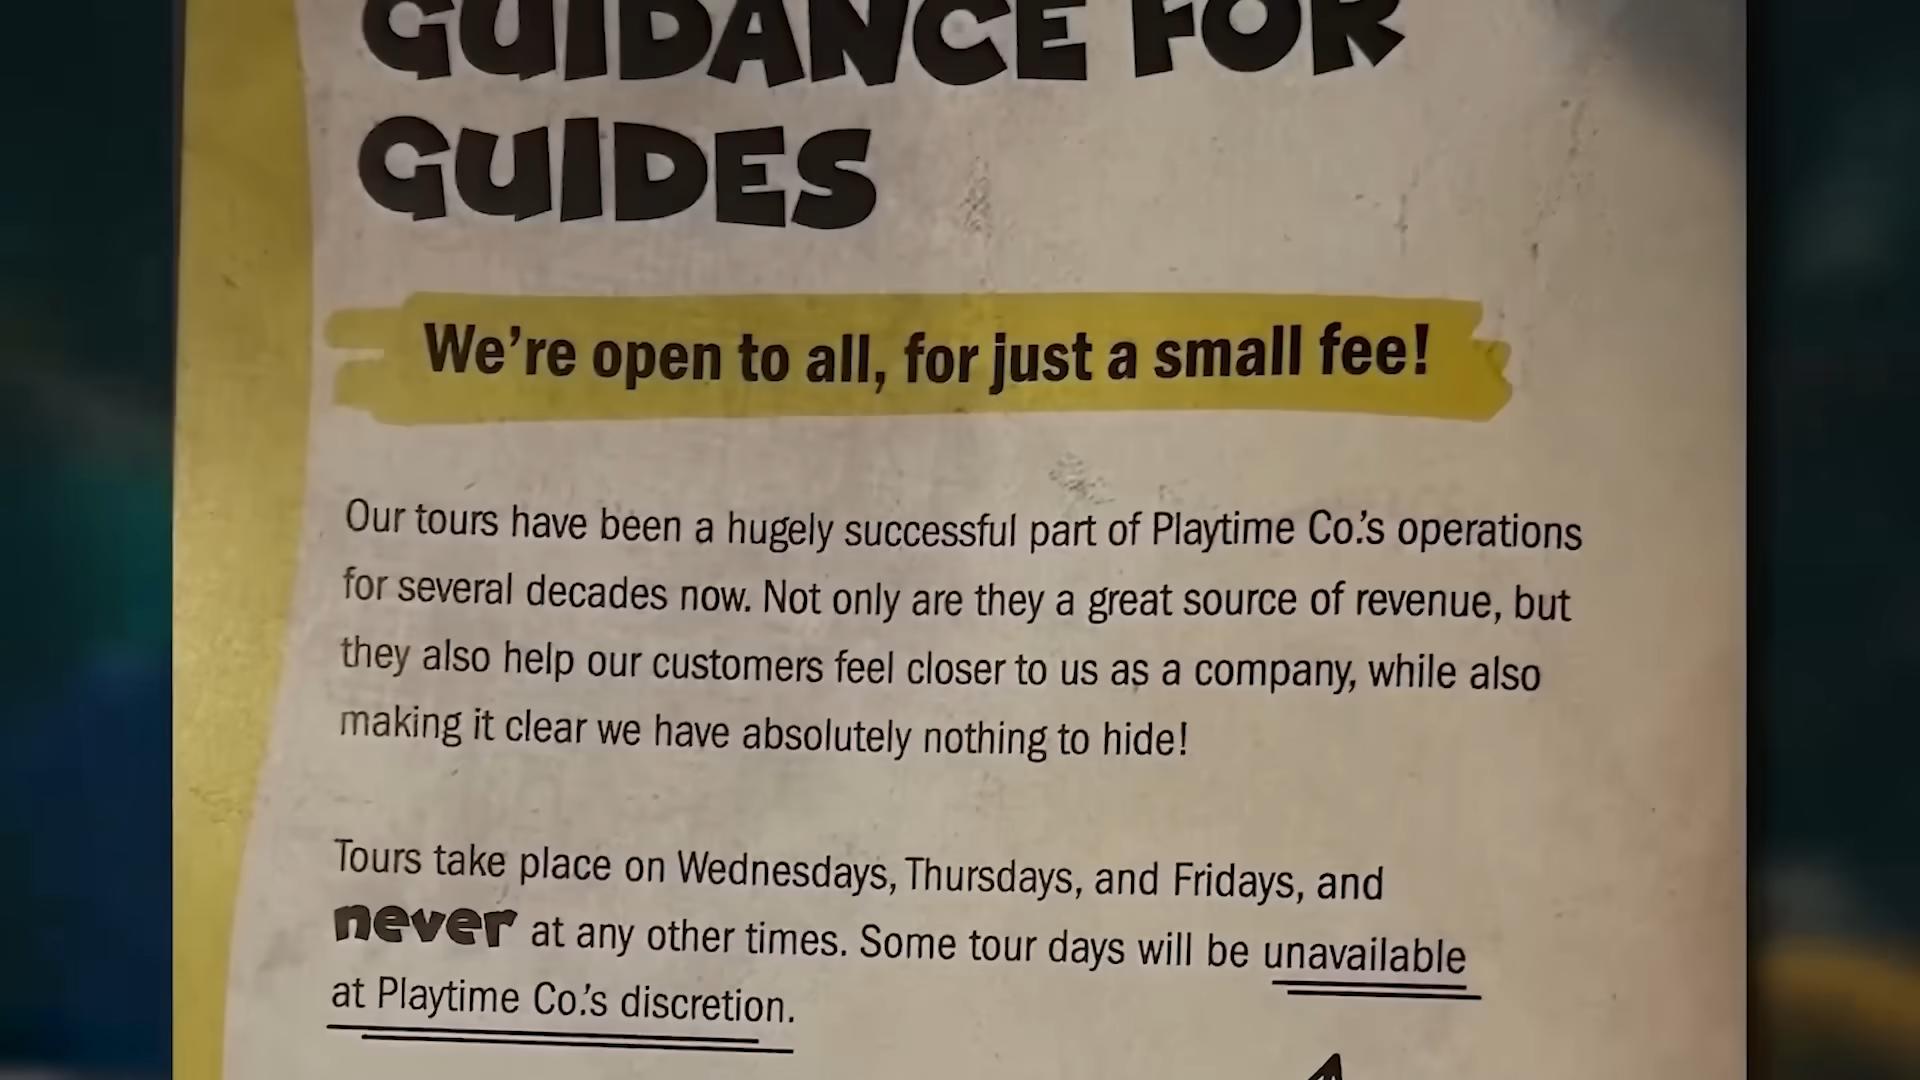 GUIDANCE FOR
GUIDES
We're open to all, for just a small fee!
Our tours have been a hugely successful part of Playtime Co.'s operations
for several decades now. Not only are they a great source of revenue, but
they also help our customers feel closer to us as a company, while also
making it clear we have absolutely nothing to hide!
Tours take place on Wednesdays, Thursdays, and Fridays, and
never at any other times. Some tour days will be unavailable
at Playtime Co.'s discretion.